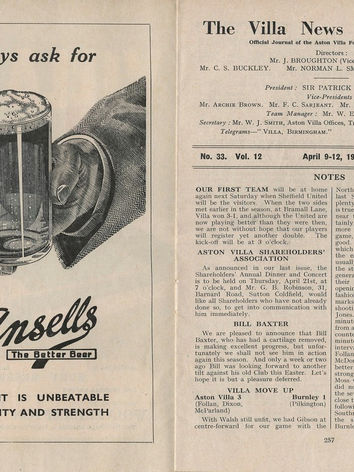 ys ask for
Ansells
The Better Beer
IT IS UNBEATABLE
ITY AND STRENGTH
The Villa News
Official Journal of the Aston Villa Fo
Directors:
Mr. J. BROUGHTON (Vice
Mr. C. S. BUCKLEY. Mr. NORMAN L. SM
President: SIR PATRICK
Vice-Presidents
Mr. ARCHIE BROWN. Mr. F. C. SARJEANT. Mr.
Team Manager: Mr. W. E
Secretary: Mr. W. J. SMITH, Aston Villa Offices, T
Telegrams—"VILLA, BIRMINGHAM."
No. 33. Vol. 12 April 9-12, 19
NOTES
OUR FIRST TEAM will be at home
again next Saturday when Sheffield United
will be the visitors. When the two sides
met earlier in the season, at Bramall Lane,
Villa won 3-1, and although the United are
now playing better than they were then,
we are not without hope that our players
will register yet another double. The
kick-off will be at 3 o'clock.
ASTON VILLA SHAREHOLDERS'
ASSOCIATION
As announced in our last issue, the
Shareholders' Annual Dinner and Concert
is to be held on Thursday, April 21st, at
7 o'clock, and Mr. G. B. Robinson, 31,
Barnard Road, Sutton Coldfield, would
like all Shareholders who have not already
done so, to get into communication with
him immediately.
BILL BAXTER
We are pleased to announce that Bill
Baxter, who has had a cartilage removed,
is making excellent progress, but unfor-
tunately we shall not see him in action
again this season. And only a week or two
ago Bill was looking forward to another
tilt against his old Club this Easter. Let's
hope it is but a pleasure deferred.
VILLA MOVE UP
Aston Villa 3 Burnley 1
(Follan, Dixon, (Pilkington)
McParland)
With Walsh still unfit, we had Gibson at
centre-forward for our game with the
257